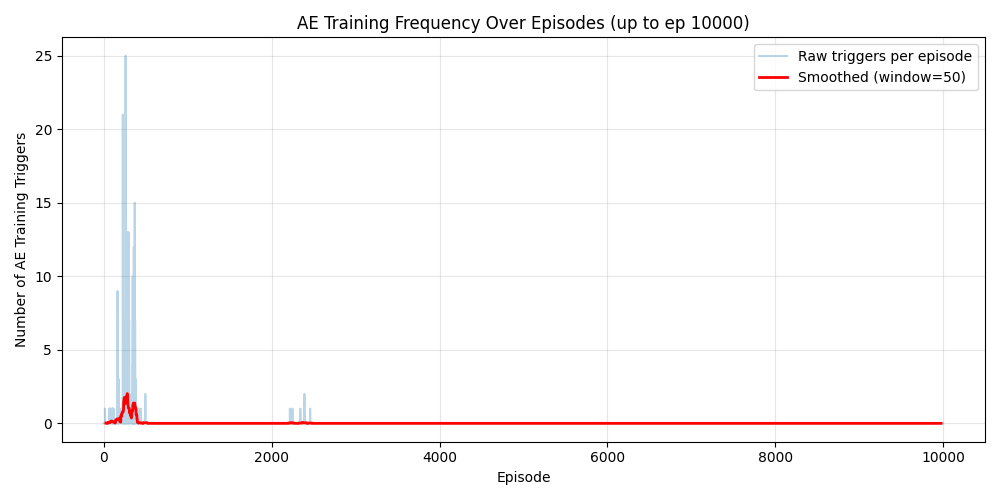 AE Training Frequency Over Episodes (up to ep 10000)
Raw triggers per episode
Smoothed (window=50)
Number of AE Training Triggers
25
20
15
10
5
0
0 2000 4000 6000 8000 10000
Episode